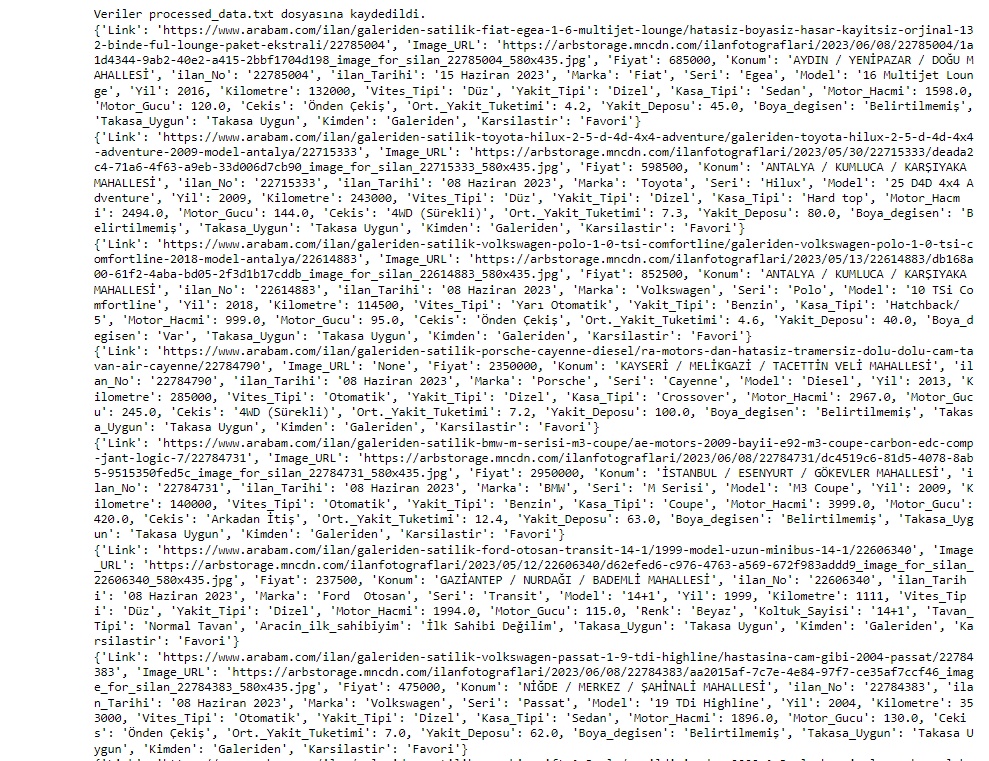 Veriler processed_data.txt dosyasına kaydedildi.
{'Link': 'https://www.arabam.com/ilan/galeriden-satilik-fiat-egea-1-6-multijet-lounge/hatasiz-boyasiz-hasar-kayitsiz-orjinal-13
2-binde-ful-lounge-paket-ekstrali/22785004', 'Image_URL': 'https://arbstorage.mncdn.com/ilanfotograflari/2023/06/08/22785004/1a
1d4344-9ab2-40e2-a415-2bbf1704d198_image_for_silan_22785004_580x435.jpg', 'Fiyat': 685000, 'Konum': 'AYDIN / YENİPAZAR / DOĞU M
AHALLESİ', 'ilan_No': '22785004', 'ilan_Tarihi': '15 Haziran 2023', 'Marka': 'Fiat', 'Seri': 'Egea', 'Model': '16 Multijet Loun
ge', 'Yil': 2016, 'Kilometre': 132000, 'Vites_Tipi': 'Düz', 'Yakit_Tipi': 'Dizel', 'Kasa_Tipi': 'Sedan', 'Motor_Hacmi': 1598.0,
'Motor_Gucu': 120.0, 'Cekis': 'Önden Çekiş', 'Ort._Yakit_Tuketimi': 4.2, 'Yakit_Deposu': 45.0, 'Boya_degisen': 'Belirtilmemiş',
'Takasa_Uygun': 'Takasa Uygun', 'Kimden': 'Galeriden', 'Karsilastir': 'Favori'}
{'Link': 'https://www.arabam.com/ilan/galeriden-satilik-toyota-hilux-2-5-d-4d-4x4-adventure/galeriden-toyota-hilux-2-5-d-4d-4x4
-adventure-2009-model-antalya/22715333', 'Image_URL': 'https://arbstorage.mncdn.com/ilanfotograflari/2023/05/30/22715333/deada2
c4-71a6-4f63-a9eb-33d006d7cb90_image_for_silan_22715333_580x435.jpg', 'Fiyat': 598500, 'Konum': 'ANTALYA / KUMLUCA / KARŞIYAKA
MAHALLESİ', 'ilan_No': '22715333', 'ilan_Tarihi': '08 Haziran 2023', 'Marka': 'Toyota', 'Seri': 'Hilux', 'Model': '25 D4D 4x4 A
dventure', 'Yil': 2009, 'Kilometre': 243000, 'Vites_Tipi': 'Düz', 'Yakit_Tipi': 'Dizel', 'Kasa_Tipi': 'Hard top', 'Motor_Hacm
i': 2494.0, 'Motor_Gucu': 144.0, 'Cekis': '4WD (Sürekli)', 'Ort._Yakit_Tuketimi': 7.3, 'Yakit_Deposu': 80.0, 'Boya_degisen': 'B
elirtilmemiş', 'Takasa_Uygun': 'Takasa Uygun', 'Kimden': 'Galeriden', 'Karsilastir': 'Favori'}
{'Link': 'https://www.arabam.com/ilan/galeriden-satilik-volkswagen-polo-1-0-tsi-comfortline/galeriden-volkswagen-polo-1-0-tsi-c
omfortline-2018-model-antalya/22614883', 'Image_URL': 'https://arbstorage.mncdn.com/ilanfotograflari/2023/05/13/22614883/db168a
00-61f2-4aba-bd05-2f3d1b17cddb_image_for_silan_22614883_580x435.jpg', 'Fiyat': 852500, 'Konum': 'ANTALYA / KUMLUCA / KARŞIYAKA
MAHALLESİ', 'ilan_No': '22614883', 'ilan_Tarihi': '08 Haziran 2023', 'Marka': 'Volkswagen', 'Seri': 'Polo', 'Model': '10 TSi Co
mfortline', 'Yil': 2018, 'Kilometre': 114500, 'Vites_Tipi': 'Yarı Otomatik', 'Yakit_Tipi': 'Benzin', 'Kasa_Tipi': 'Hatchback/
5', 'Motor_Hacmi': 999.0, 'Motor_Gucu': 95.0, 'Cekis': 'Önden Çekiş', 'Ort._Yakit_Tuketimi': 4.6, 'Yakit_Deposu': 40.0, 'Boya_d
egisen': 'Var', 'Takasa_Uygun': 'Takasa Uygun', 'Kimden': 'Galeriden', 'Karsilastir': 'Favori'}
{'Link': 'https://www.arabam.com/ilan/galeriden-satilik-porsche-cayenne-diesel/ra-motors-dan-hatasiz-tramersiz-dolu-dolu-cam-ta
van-air-cayenne/22784790', 'Image_URL': 'None', 'Fiyat': 2350000, 'Konum': 'KAYSERİ / MELİKGAZİ / TACETTİN VELİ MAHALLESİ', 'il
an_No': '22784790', 'ilan_Tarihi': '08 Haziran 2023', 'Marka': 'Porsche', 'Seri': 'Cayenne', 'Model': 'Diesel', 'Yil': 2013, 'K
ilometre': 285000, 'Vites_Tipi': 'Otomatik', 'Yakit_Tipi': 'Dizel', 'Kasa_Tipi': 'Crossover', 'Motor_Hacmi': 2967.0, 'Motor_Guc
u': 245.0, 'Cekis': '4WD (Sürekli)', 'Ort._Yakit_Tuketimi': 7.2, 'Yakit_Deposu': 100.0, 'Boya_degisen': 'Belirtilmemiş', 'Takas
a_Uygun': 'Takasa Uygun', 'Kimden': 'Galeriden', 'Karsilastir': 'Favori'}
{'Link': 'https://www.arabam.com/ilan/galeriden-satilik-bmw-m-serisi-m3-coupe/ae-motors-2009-bayii-e92-m3-coupe-carbon-edc-comp
-jant-logic-7/22784731', 'Image_URL': 'https://arbstorage.mncdn.com/ilanfotograflari/2023/06/08/22784731/dc4519c6-81d5-4078-8ab
5-9515350fed5c_image_for_silan_22784731_580x435.jpg', 'Fiyat': 2950000, 'Konum': 'İSTANBUL / ESENYURT / GÖKEVLER MAHALLESİ', 'i
lan_No': '22784731', 'ilan_Tarihi': '08 Haziran 2023', 'Marka': 'BMW', 'Seri': 'M Serisi', 'Model': 'M3 Coupe', 'Yil': 2009, 'K
ilometre': 140000, 'Vites_Tipi': 'Otomatik', 'Yakit_Tipi': 'Benzin', 'Kasa_Tipi': 'Coupe', 'Motor_Hacmi': 3999.0, 'Motor_Gucu':
420.0, 'Cekis': 'Arkadan İtiş', 'Ort._Yakit_Tuketimi': 12.4, 'Yakit_Deposu': 63.0, 'Boya_degisen': 'Belirtilmemiş', 'Takasa_Uyg
un': 'Takasa Uygun', 'Kimden': 'Galeriden', 'Karsilastir': 'Favori'}
{'Link': 'https://www.arabam.com/ilan/galeriden-satilik-ford-otosan-transit-14-1/1999-model-uzun-minibus-14-1/22606340', 'Image
_URL': 'https://arbstorage.mncdn.com/ilanfotograflari/2023/05/12/22606340/d62efed6-c976-4763-a569-672f983addd9_image_for_silan_
22606340_580x435.jpg', 'Fiyat': 237500, 'Konum': 'GAZİANTEP / NURDAĞI / BADEMLİ MAHALLESİ', 'ilan_No': '22606340', 'ilan_Tarih
i': '08 Haziran 2023', 'Marka': 'Ford  Otosan', 'Seri': 'Transit', 'Model': '14+1', 'Yil': 1999, 'Kilometre': 1111, 'Vites_Tip
i': 'Düz', 'Yakit_Tipi': 'Dizel', 'Motor_Hacmi': 1994.0, 'Motor_Gucu': 115.0, 'Renk': 'Beyaz', 'Koltuk_Sayisi': '14+1', 'Tavan_
Tipi': 'Normal Tavan', 'Aracin_ilk_sahibiyim': 'İlk Sahibi Değilim', 'Takasa_Uygun': 'Takasa Uygun', 'Kimden': 'Galeriden', 'Ka
rsilastir': 'Favori'}
{'Link': 'https://www.arabam.com/ilan/galeriden-satilik-volkswagen-passat-1-9-tdi-highline/hastasina-cam-gibi-2004-passat/22784
383', 'Image_URL': 'https://arbstorage.mncdn.com/ilanfotograflari/2023/06/08/22784383/aa2015af-7c7e-4e84-97f7-ce35af7ccf46_imag
e_for_silan_22784383_580x435.jpg', 'Fiyat': 475000, 'Konum': 'NİĞDE / MERKEZ / ŞAHİNALİ MAHALLESİ', 'ilan_No': '22784383', 'ila
n_Tarihi': '08 Haziran 2023', 'Marka': 'Volkswagen', 'Seri': 'Passat', 'Model': '19 TDi Highline', 'Yil': 2004, 'Kilometre': 35
3000, 'Vites_Tipi': 'Otomatik', 'Yakit_Tipi': 'Dizel', 'Kasa_Tipi': 'Sedan', 'Motor_Hacmi': 1896.0, 'Motor_Gucu': 130.0, 'Ceki
s': 'Önden Çekiş', 'Ort._Yakit_Tuketimi': 7.0, 'Yakit_Deposu': 62.0, 'Boya_degisen': 'Belirtilmemiş', 'Takasa_Uygun': 'Takasa U
ygun', 'Kimden': 'Galeriden', 'Karsilastir': 'Favori'}